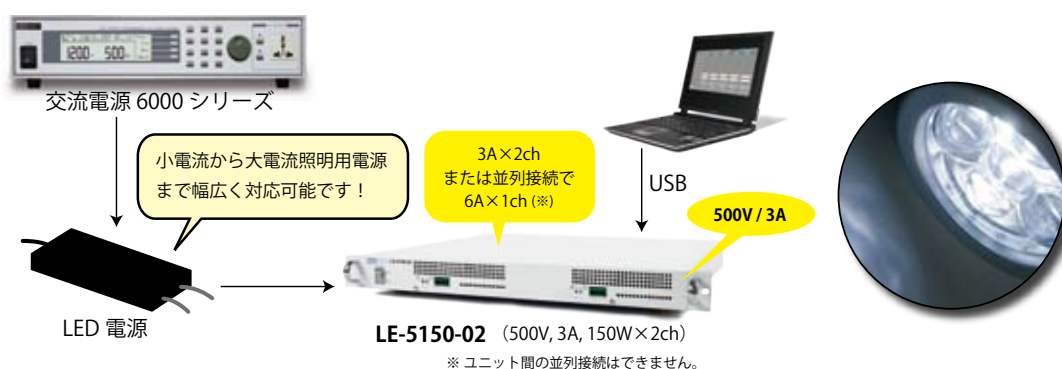 1200
500
交流電源 6000 シリーズ
小電流から大電流照明用電源
まで幅広く対応可能です！
3A×2ch
または並列接続で
6A×1ch (※)
USB
500V / 3A
LED 電源
LE-5150-02 （500V, 3A, 150W×2ch）
※ ユニット間の並列接続はできません。